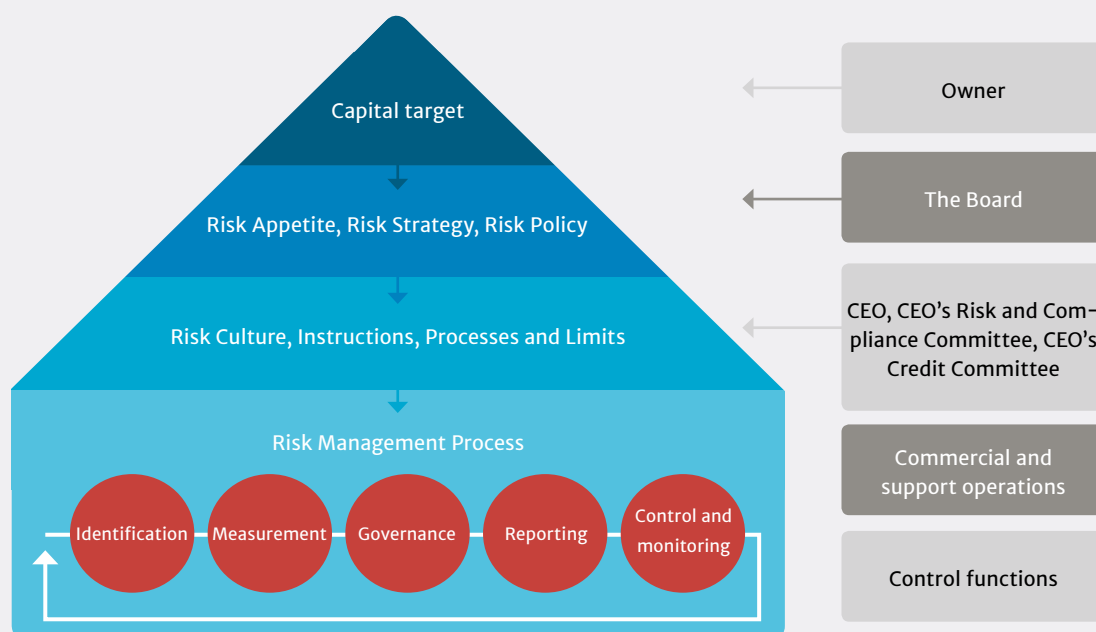 Capital target
Owner
Risk Appetite, Risk Strategy, Risk Policy
The Board
Risk Culture, Instructions, Processes and Limits
CEO, CEO’s Risk and Com-
pliance Committee, CEO’s
Credit Committee
Risk Management Process
Identification
Measurement
Governance
Reporting
Control and
monitoring
Commercial and
support operations
Control functions